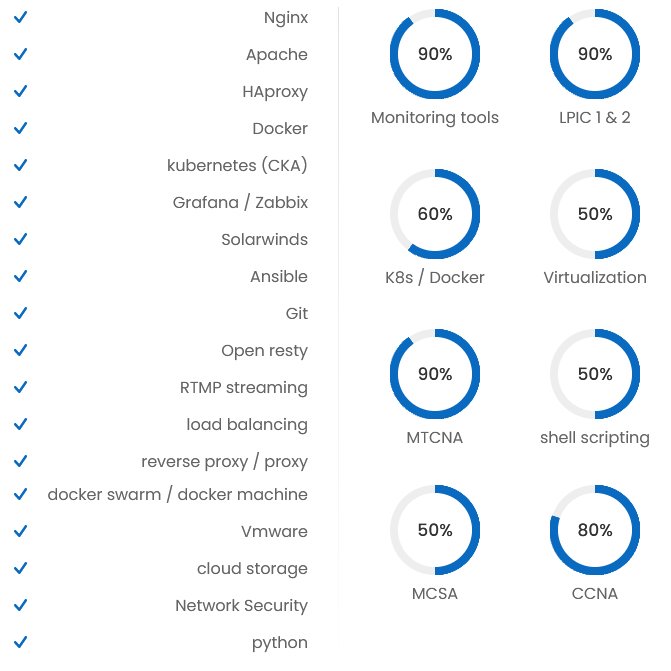 Nginx
Apache
HAproxy
Docker
kubernetes (CKA)
Grafana / Zabbix
Solarwinds
Ansible
Git
Open resty
RTMP streaming
load balancing
reverse proxy / proxy
docker swarm / docker machine
Vmware
cloud storage
Network Security
python
90%
Monitoring tools
90%
LPIC 1 & 2
60%
K8s / Docker
50%
Virtualization
90%
MTCNA
50%
shell scripting
50%
MCSA
80%
CCNA